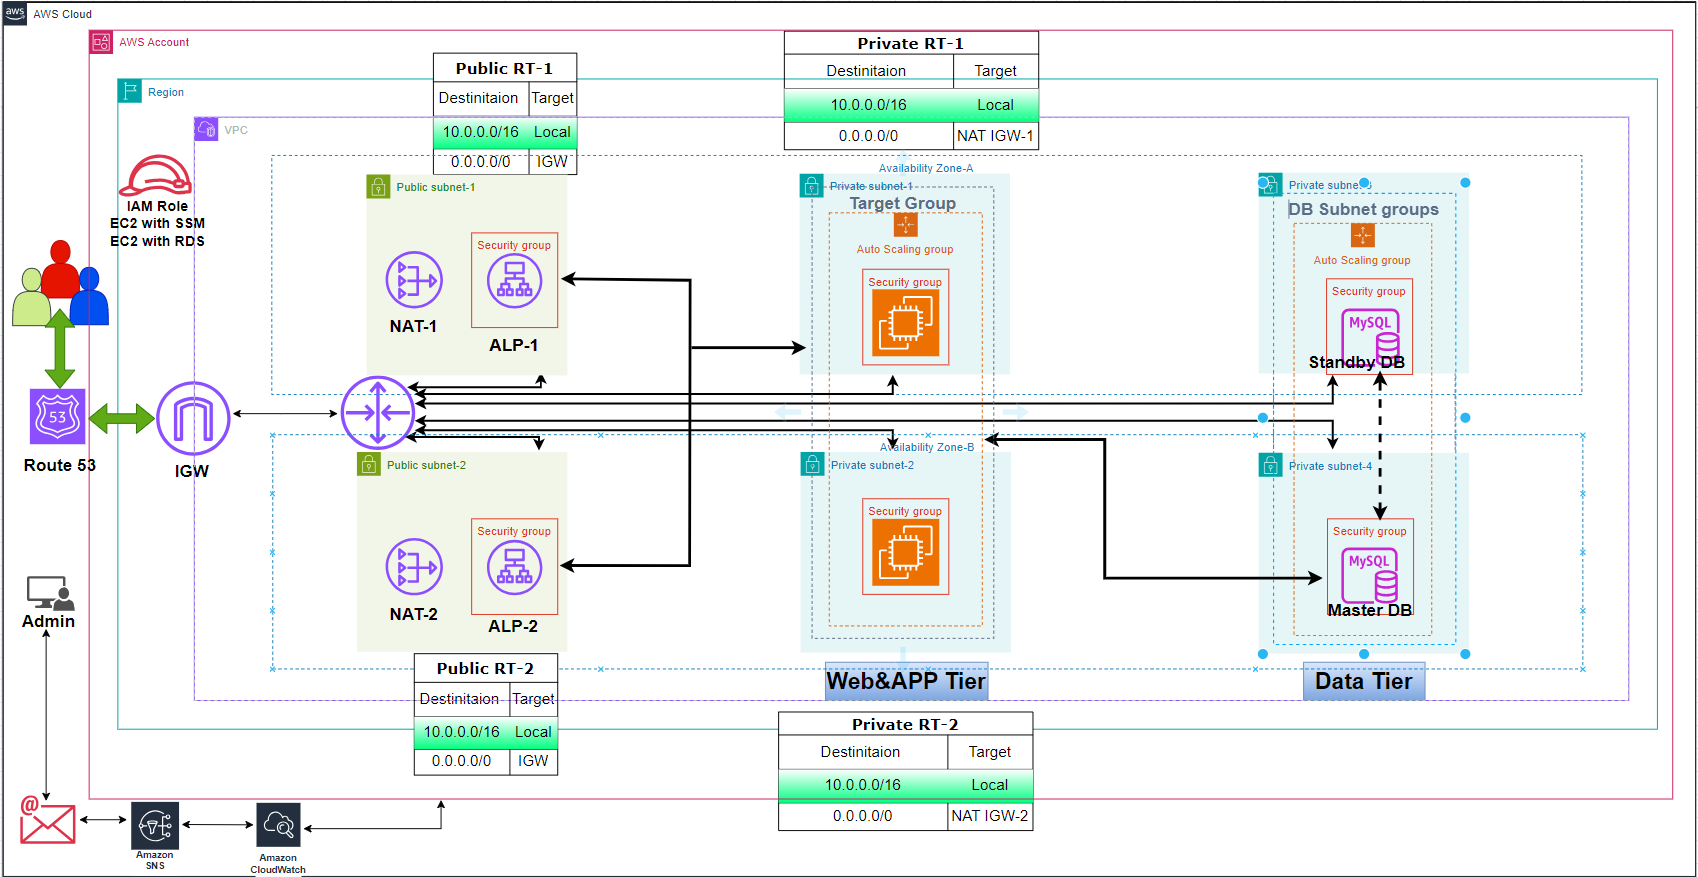 aws
AWS Cloud
AWS Account
Region
VPC
Public RT-1
Destinitaion Target
10.0.0.0/16 Local
0.0.0.0/0 IGW
Private RT-1
Destinitaion Target
10.0.0.0/16 Local
0.0.0.0/0 NAT IGW-1
IAM Role
EC2 with SSM
EC2 with RDS
Availability Zone-A
Public subnet-1
Security group
NAT-1
ALP-1
Private subnet-1
Target Group
Auto Scaling group
Security group
Private subnet-3
DB Subnet groups
Auto Scaling group
Security group
MySQL
Standby DB
53
Route 53
IGW
Availability Zone-B
Public subnet-2
Security group
NAT-2
ALP-2
Private subnet-2
Security group
Private subnet-4
Security group
MySQL
Master DB
Web&APP Tier
Data Tier
Public RT-2
Destinitaion Target
10.0.0.0/16 Local
0.0.0.0/0 IGW
Private RT-2
Destinitaion Target
10.0.0.0/16 Local
0.0.0.0/0 NAT IGW-2
Admin
@
Amazon
SNS
Amazon
CloudWatch